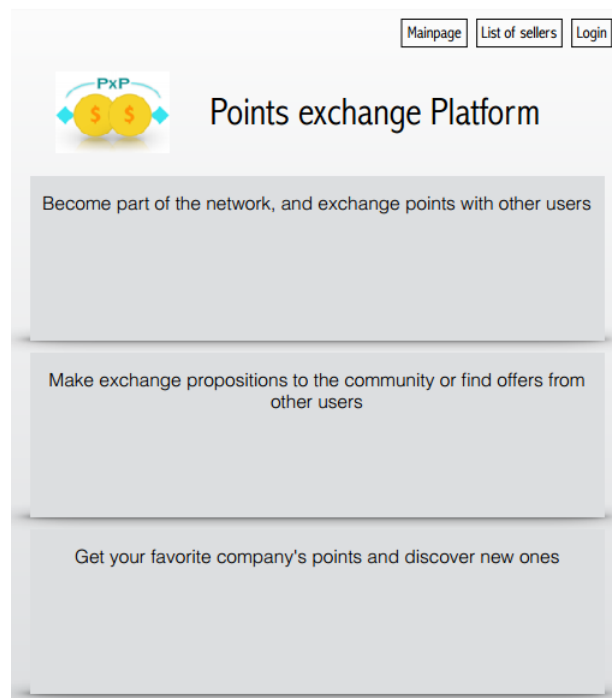 Mainpage List of sellers Login
PxP
$ $
Points exchange Platform
Become part of the network, and exchange points with other users
Make exchange propositions to the community or find offers from
other users
Get your favorite company's points and discover new ones